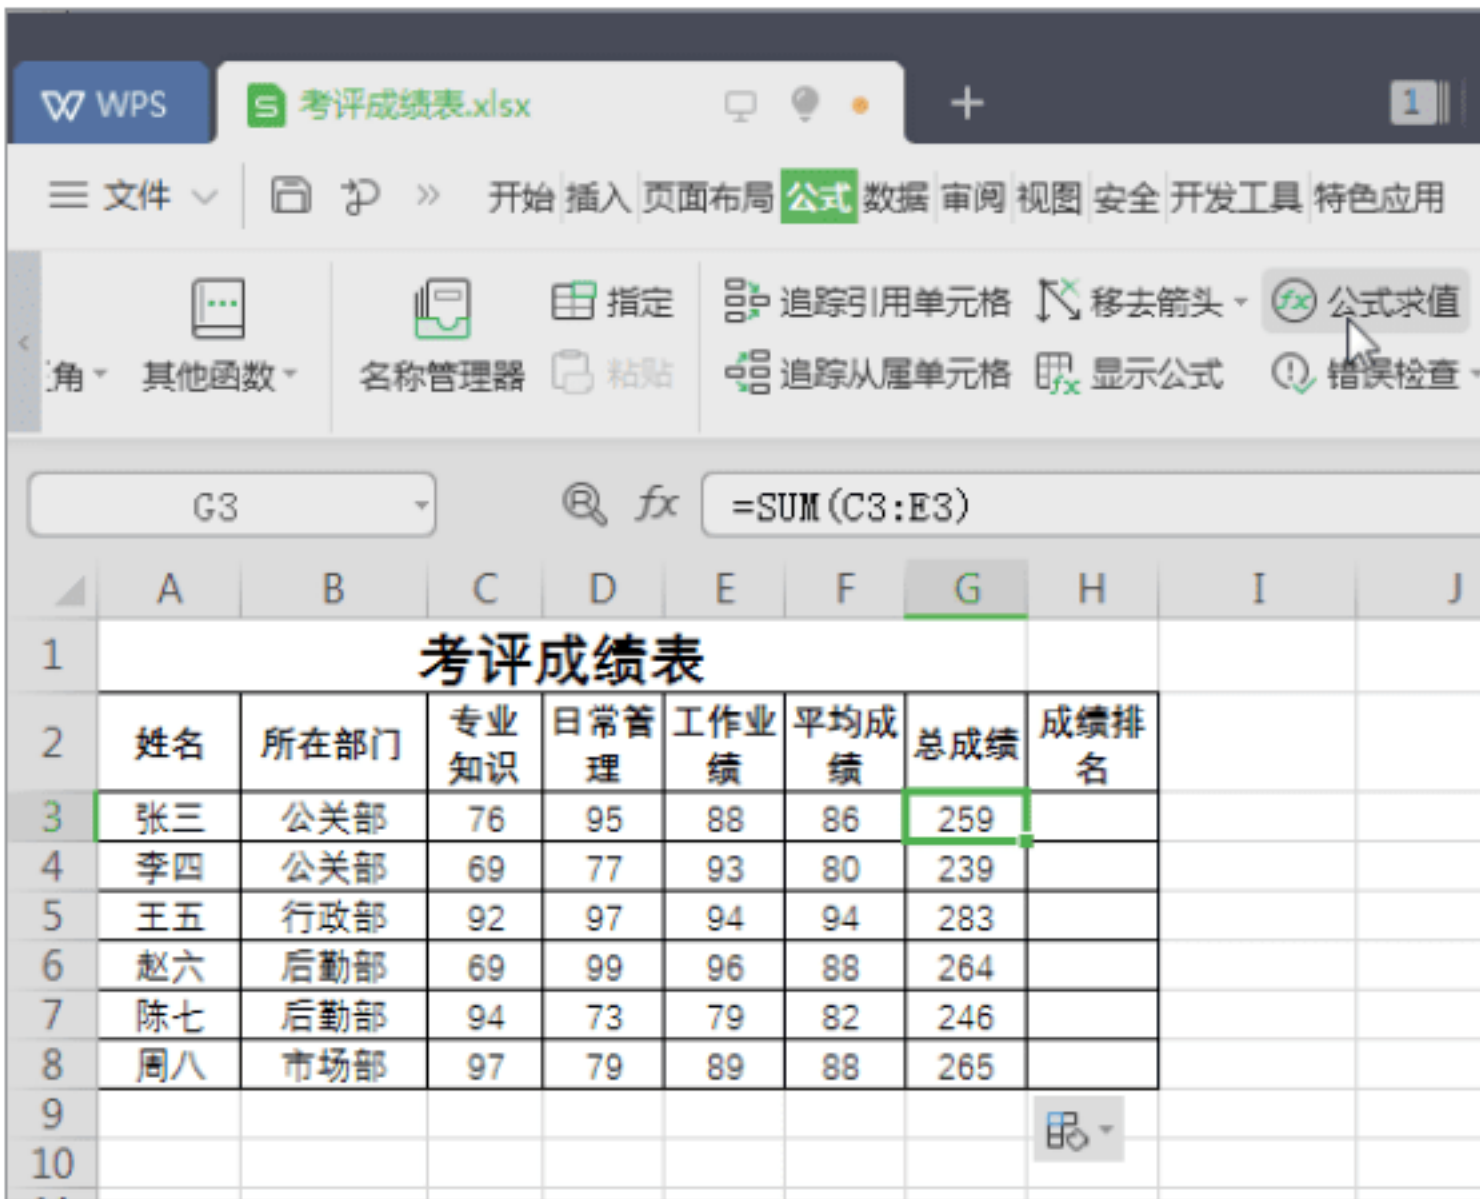 WPS 考评成绩表.xlsx 1
文件 开始 插入 页面布局 公式 数据 审阅 视图 安全 开发工具 特色应用
指定 追踪引用单元格 移去箭头 公式求值
角 其他函数 名称管理器 粘贴 追踪从属单元格 显示公式 错误检查
G3 fx =SUM(C3:E3)
A B C D E F G H I J
1 考评成绩表
2 姓名 所在部门 专业知识 日常管理 工作业绩 平均成绩 总成绩 成绩排名
3 张三 公关部 76 95 88 86 259
4 李四 公关部 69 77 93 80 239
5 王五 行政部 92 97 94 94 283
6 赵六 后勤部 69 99 96 88 264
7 陈七 后勤部 94 73 79 82 246
8 周八 市场部 97 79 89 88 265
9
10